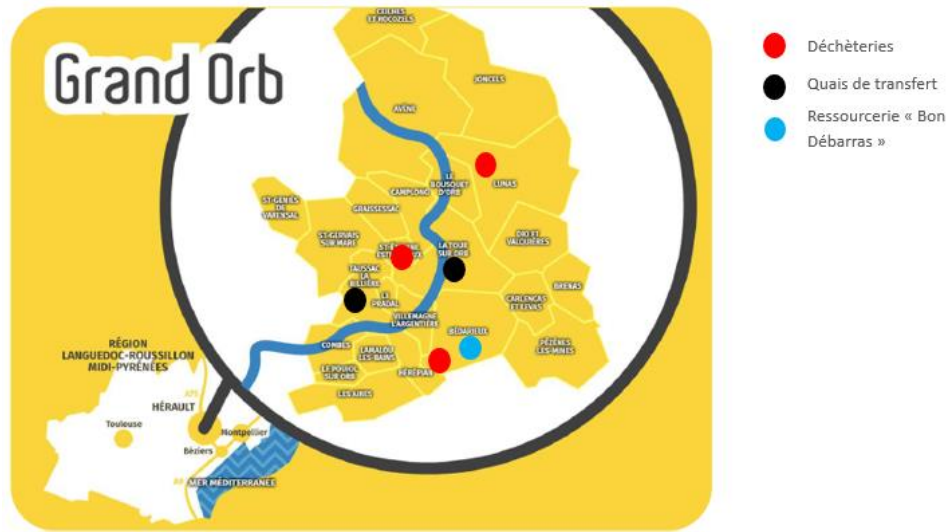 Grand Orb
CEILHES
ET ROCOZELS
JONCELS
AVÈNE
LE
BOUSQUET
D'ORB
LUNAS
CAMPLONG
ST-GENIÈS
DE
VARENSAL
GRAISSESSAC
ST-GERVAIS
SUR MARE
LA TOUR
SUR ORB
DIO ET
VALQUIÈRES
TAUSSAC
LA
BILLIÈRE
LE
PRADAL
BRENAS
CARLENCAS
ET LEVAS
VILLEMAGNE
L'ARGENTIÈRE
BÉDARIEUX
COMBES
LAMALOU
LES-BAINS
PÉZÈNES
LES-MINES
LE POUJOL
SUR ORB
HÉRÉPIAN
LES AIRES
RÉGION
LANGUEDOC-ROUSSILLON
MIDI-PYRÉNÉES
A75
HÉRAULT
Toulouse
Montpellier
Béziers
A9
MER MÉDITERRANÉE
Déchèteries
Quais de transfert
Ressourcerie « Bon
Débarras »